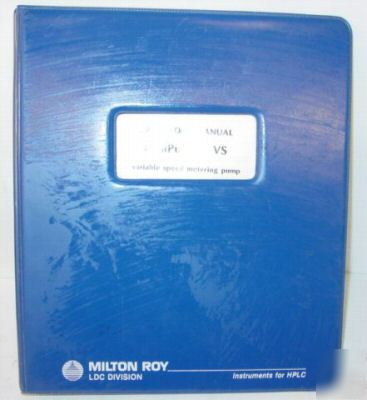 MANUAL
VS
variable speed metering pump
MILTON ROY
LDC DIVISION
Instruments for HPLC